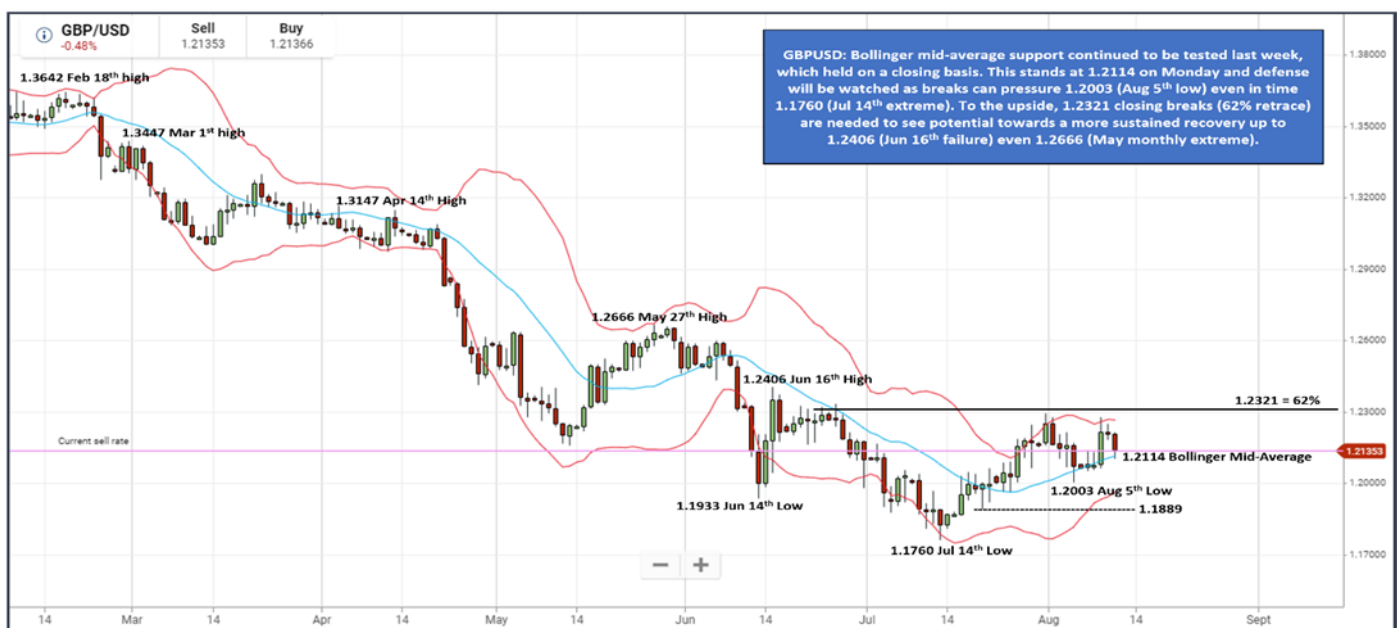 GBP/USD
-0.48%
Sell
1.21353
Buy
1.21366
GBPUSD: Bollinger mid-average support continued to be tested last week,
which held on a closing basis. This stands at 1.2114 on Monday and defense
will be watched as breaks can pressure 1.2003 (Aug 5th low) even in time
1.1760 (Jul 14th extreme). To the upside, 1.2321 closing breaks (62% retrace)
are needed to see potential towards a more sustained recovery up to
1.2406 (Jun 16th failure) even 1.2666 (May monthly extreme).
1.3642 Feb 18th high
1.3447 Mar 1st high
1.3147 Apr 14th High
1.2666 May 27th High
1.2406 Jun 16th High
1.2321 = 62%
Current sell rate
1.2114 Bollinger Mid-Average
1.2003 Aug 5th Low
1.1933 Jun 14th Low
1.1889
1.1760 Jul 14th Low
1.38000
1.35000
1.32000
1.29000
1.26000
1.23000
1.21353
1.20000
1.17000
14 Mar 14 Apr 14 May 14 Jun 14 Jul 14 Aug 14 Sept